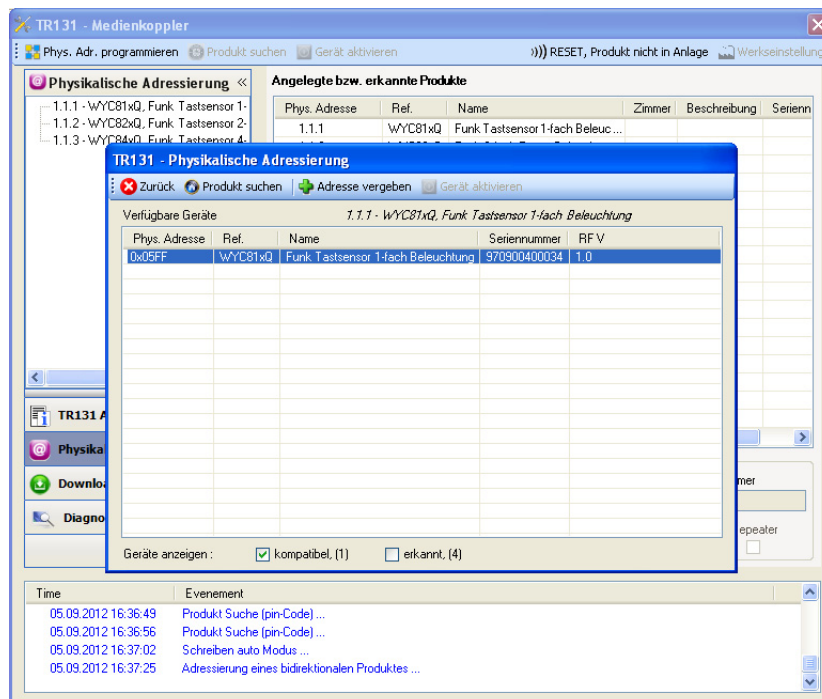 TR131 - Medienkoppler
Phys. Adr. programmieren Produkt suchen Gerät aktivieren RESET, Produkt nicht in Anlage Werkseinstellung
Physikalische Adressierung «
1.1.1 - WYC81xQ, Funk Tastsensor 1-
1.1.2 - WYC82xQ, Funk Tastsensor 2-
1.1.3 - WYC84xQ, Funk Tastsensor 4-
Angelegte bzw. erkannte Produkte
Phys. Adresse Ref. Name Zimmer Beschreibung Serienn
1.1.1 WYC81xQ Funk Tastsensor 1-fach Beleuc...
TR131 - Physikalische Adressierung
Zurück Produkt suchen Adresse vergeben Gerät aktivieren
Verfügbare Geräte 1.1.1 - WYC81xQ, Funk Tastsensor 1-fach Beleuchtung
Phys. Adresse Ref. Name Seriennummer RF V
0x05FF WYC81xQ Funk Tastsensor 1-fach Beleuchtung 970900400034 1.0
Geräte anzeigen : kompatibel, (1) erkannt, (4)
TR131 A
Physika
Downlo
Diagno
mer
epeater
Time Evenement
05.09.2012 16:36:49 Produkt Suche (pin-Code) ...
05.09.2012 16:36:56 Produkt Suche (pin-Code) ...
05.09.2012 16:37:02 Schreiben auto Modus ...
05.09.2012 16:37:25 Adressierung eines bidirektionalen Produktes ...